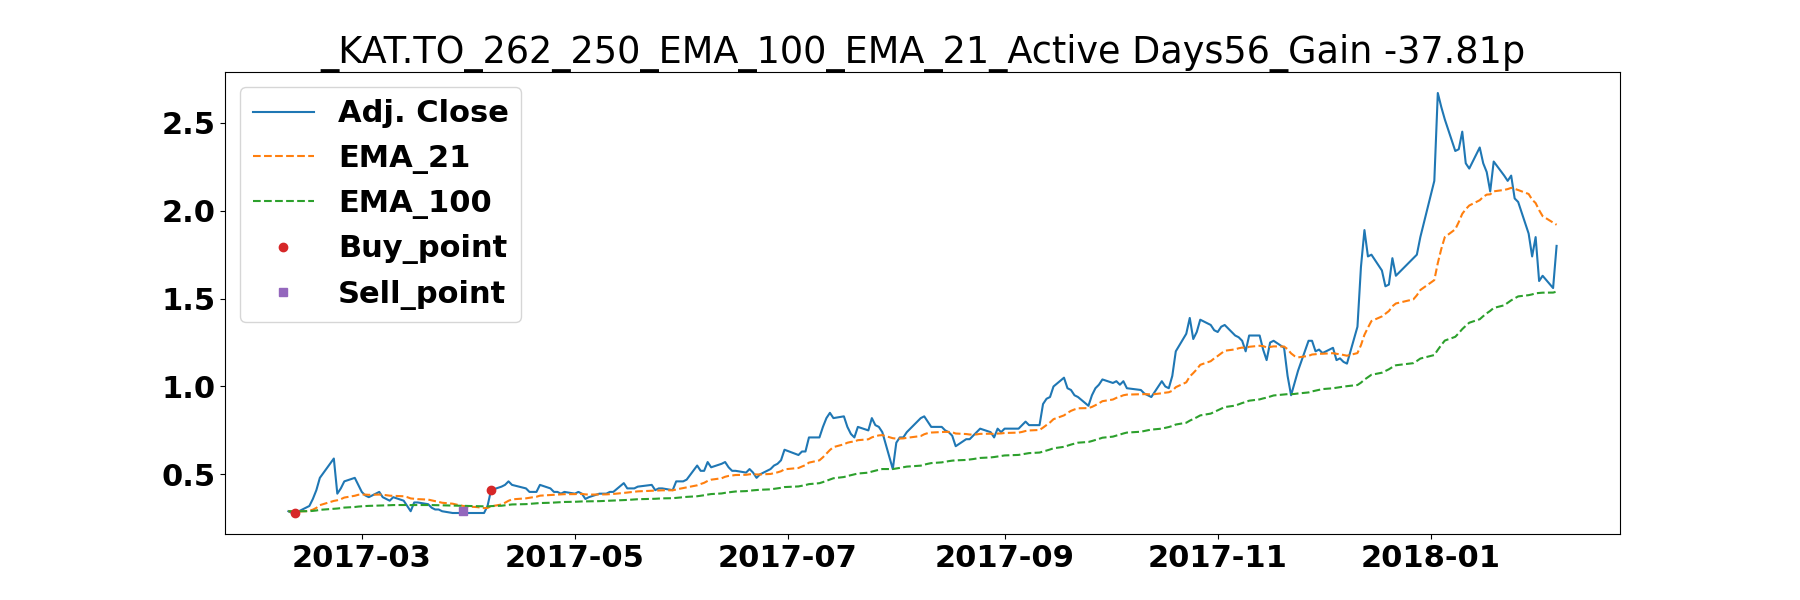 _KAT.TO_262_250_EMA_100_EMA_21_Active Days56_Gain -37.81p
Adj. Close
EMA_21
EMA_100
Buy_point
Sell_point
2.5
2.0
1.5
1.0
0.5
2017-03 2017-05 2017-07 2017-09 2017-11 2018-01